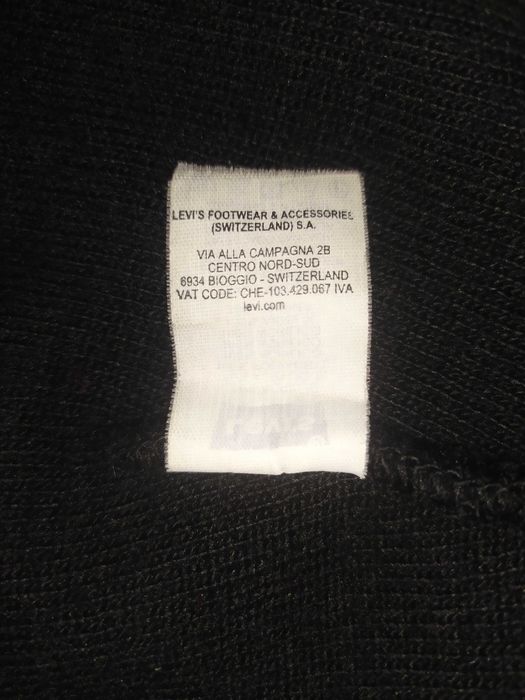 LEVI'S FOOTWEAR & ACCESSORIES
(SWITZERLAND) S.A.
VIA ALLA CAMPAGNA 2B
CENTRO NORD-SUD
6934 BIOGGIO - SWITZERLAND
VAT CODE: CHE-103.429.067 IVA
levi.com